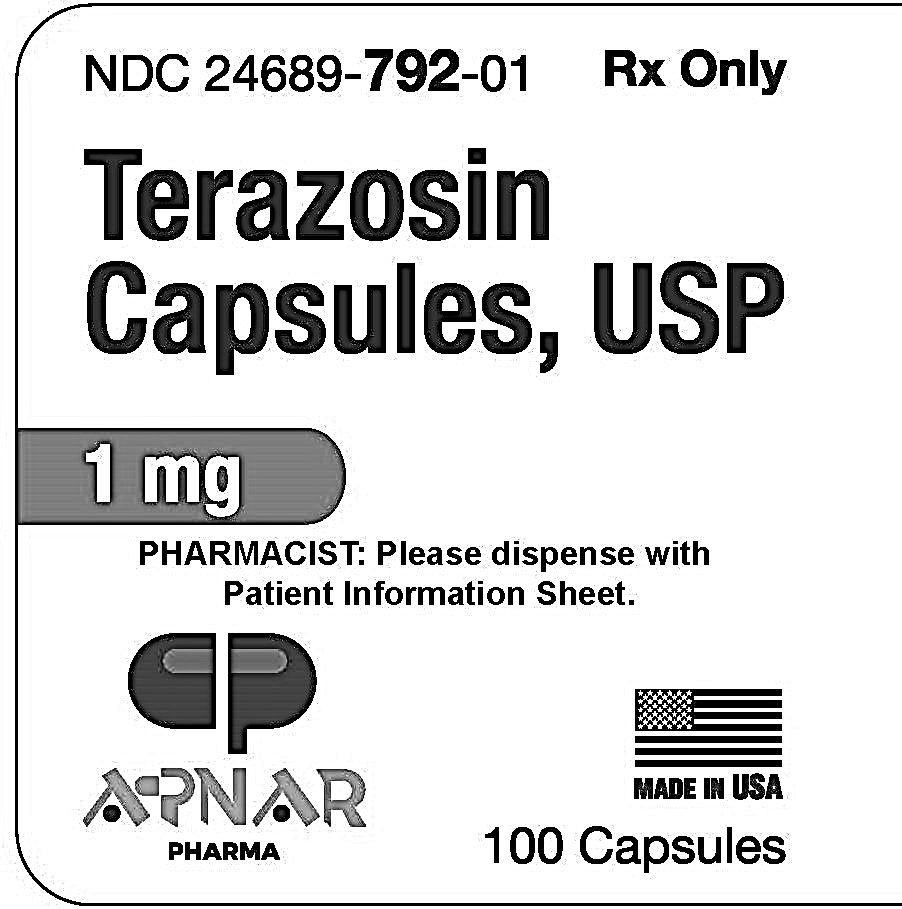 NDC 24689-792-01 Rx Only
Terazosin
Capsules, USP
1 mg
PHARMACIST: Please dispense with
Patient Information Sheet.
APNAR
PHARMA
MADE IN USA
100 Capsules